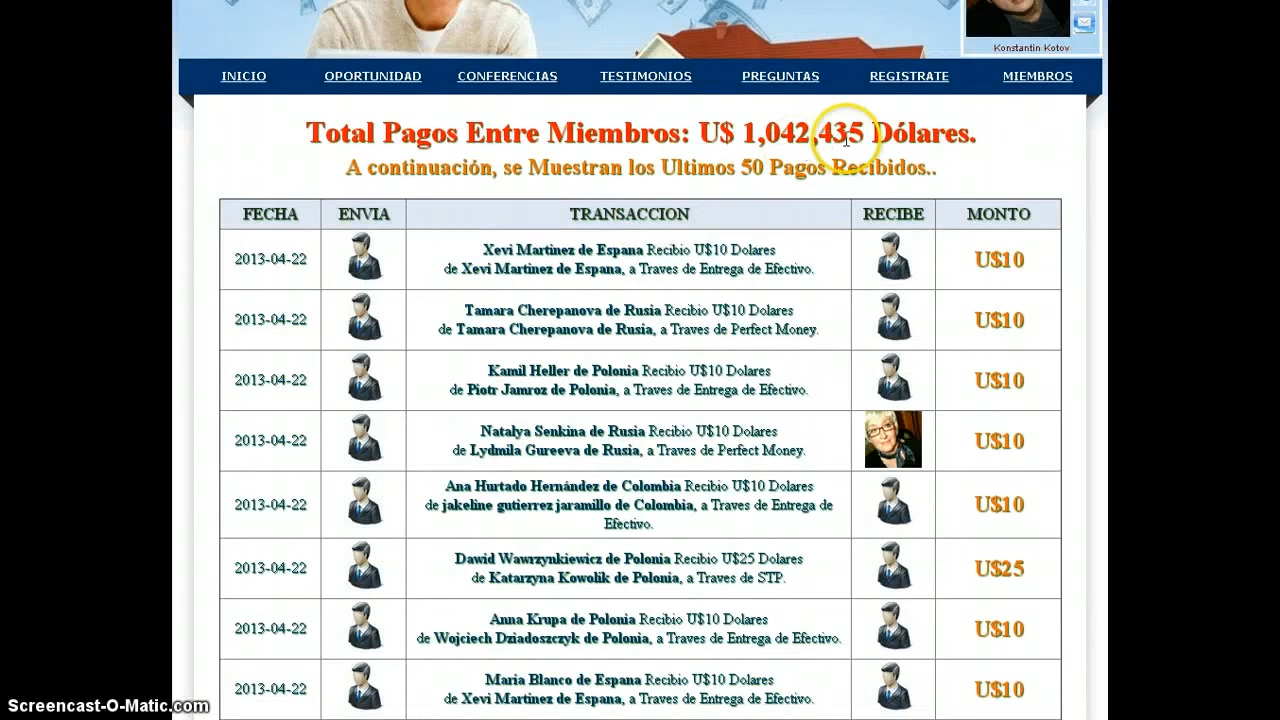 Konstantin Kotov
INICIO OPORTUNIDAD CONFERENCIAS TESTIMONIOS PREGUNTAS REGISTRATE MIEMBROS
Total Pagos Entre Miembros: U$ 1,042,435 Dólares.
A continuación, se Muestran los Ultimos 50 Pagos Recibidos..
FECHA ENVIA TRANSACCION RECIBE MONTO
2013-04-22 Xevi Martinez de Espana Recibio U$10 Dolares
de Xevi Martinez de Espana, a Traves de Entrega de Efectivo. U$10
2013-04-22 Tamara Cherepanova de Rusia Recibio U$10 Dolares
de Tamara Cherepanova de Rusia, a Traves de Perfect Money. U$10
2013-04-22 Kamil Heller de Polonia Recibio U$10 Dolares
de Piotr Jamroz de Polonia, a Traves de Entrega de Efectivo. U$10
2013-04-22 Natalya Senkina de Rusia Recibio U$10 Dolares
de Lydmila Gureeva de Rusia, a Traves de Perfect Money. U$10
2013-04-22 Ana Hurtado Hernández de Colombia Recibio U$10 Dolares
de jakeline gutierrez jaramillo de Colombia, a Traves de Entrega de
Efectivo. U$10
2013-04-22 Dawid Wawrzynkiewicz de Polonia Recibio U$25 Dolares
de Katarzyna Kowolik de Polonia, a Traves de STP. U$25
2013-04-22 Anna Krupa de Polonia Recibio U$10 Dolares
de Wojciech Dziadoszczyk de Polonia, a Traves de Entrega de Efectivo. U$10
2013-04-22 Maria Blanco de Espana Recibio U$10 Dolares
de Xevi Martinez de Espana, a Traves de Entrega de Efectivo. U$10
Screencast-O-Matic.com